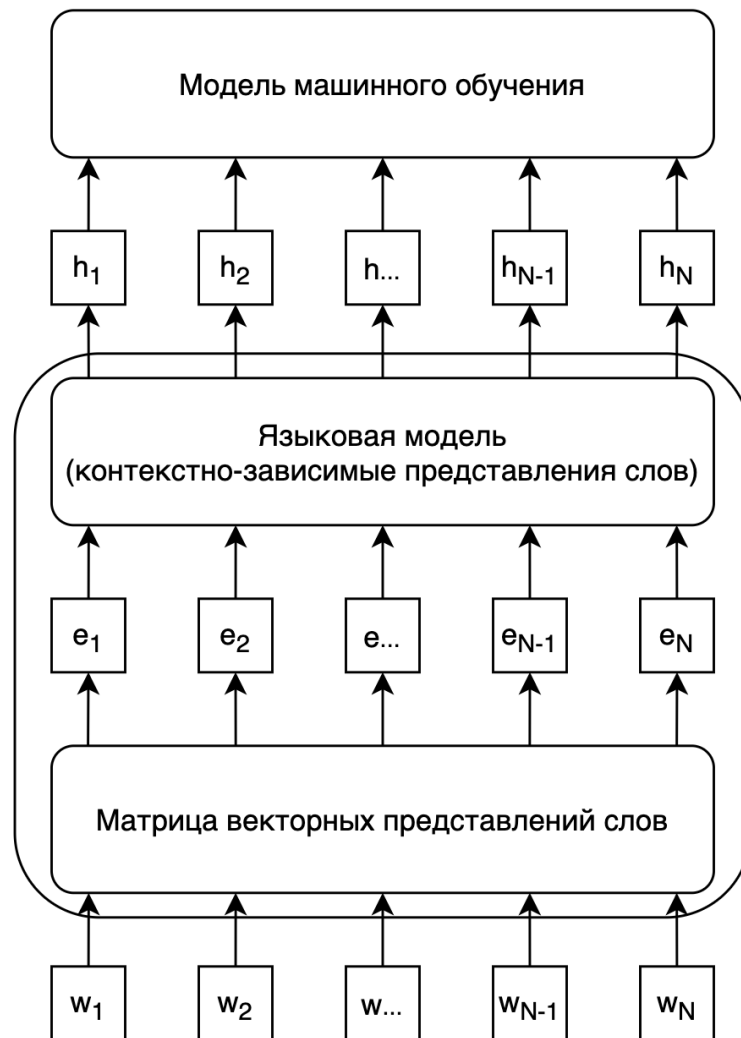 Модель машинного обучения
h1 h2 h... hN-1 hN
Языковая модель
(контекстно-зависимые представления слов)
e1 e2 e... eN-1 eN
Матрица векторных представлений слов
w1 w2 w... wN-1 wN